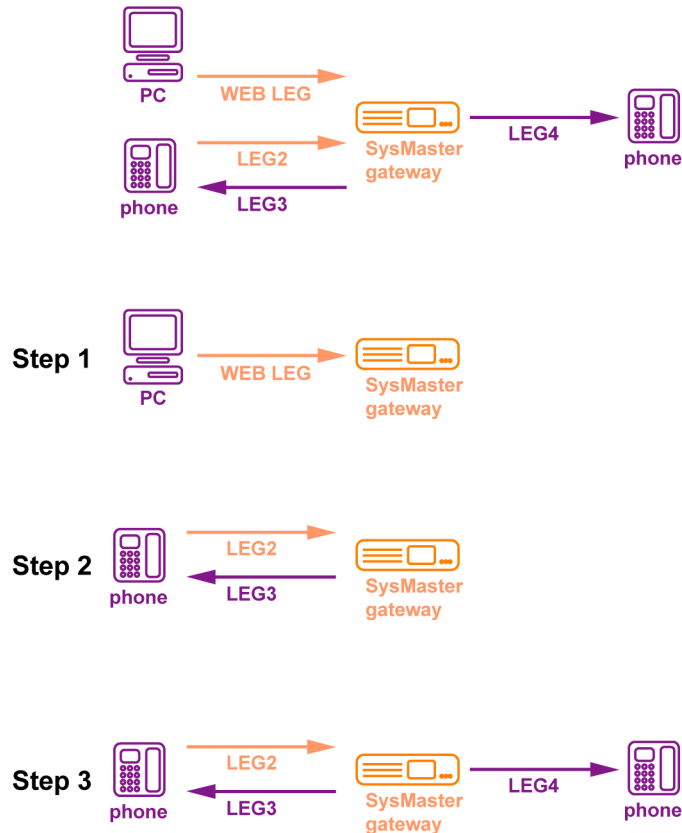 PC
WEB LEG
LEG2
LEG3
phone
SysMaster
gateway
LEG4
phone
Step 1
PC
WEB LEG
SysMaster
gateway
Step 2
phone
LEG2
LEG3
SysMaster
gateway
Step 3
phone
LEG2
LEG3
SysMaster
gateway
LEG4
phone